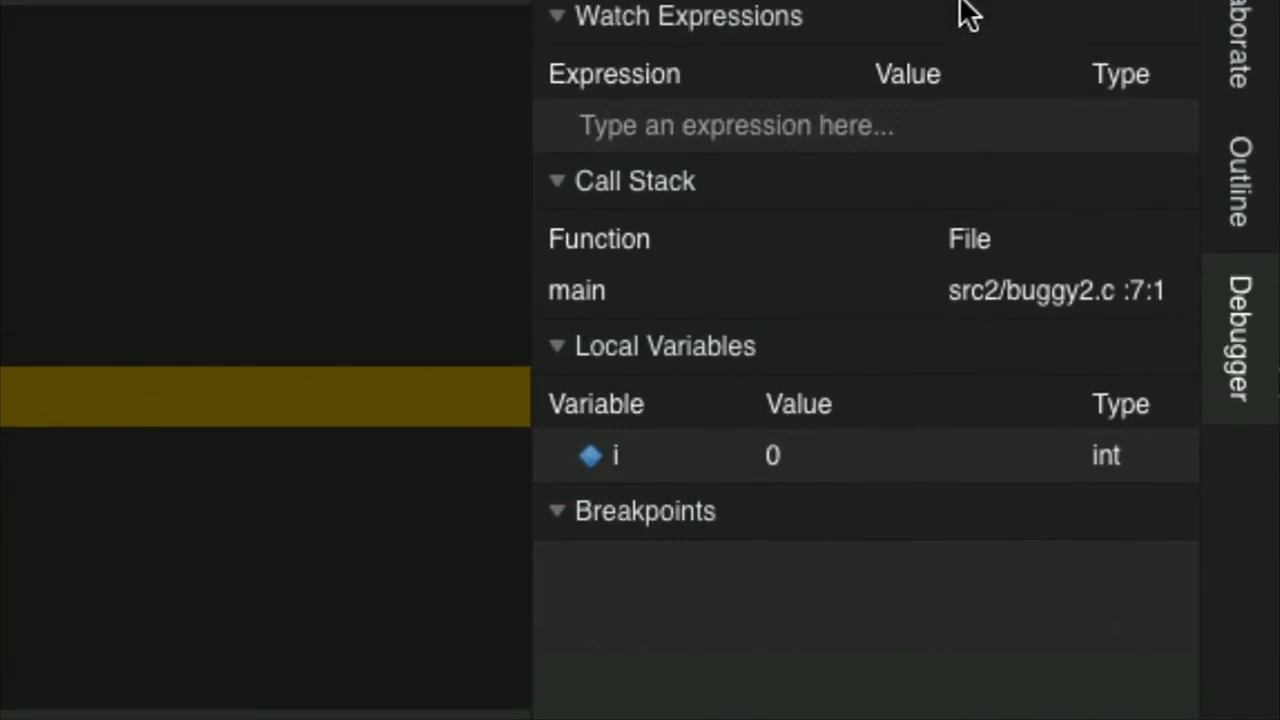 Watch Expressions
Expression Value Type
Type an expression here...
Call Stack
Function File
main src2/buggy2.c :7:1
Local Variables
Variable Value Type
i 0 int
Breakpoints
aborate
Outline
Debugger